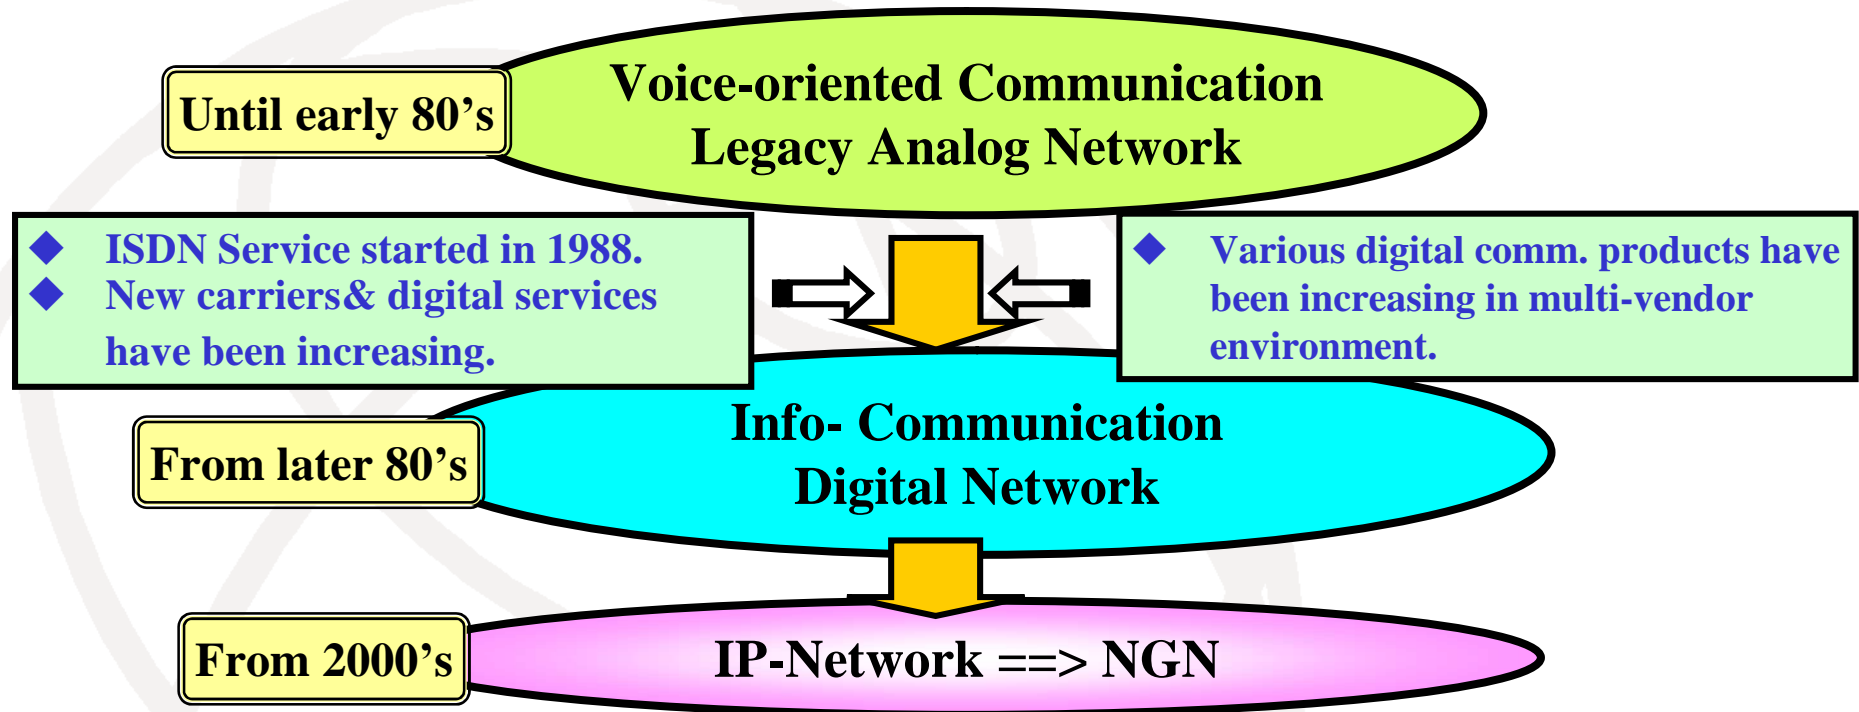 Until early 80's
Voice-oriented Communication
Legacy Analog Network
◆ ISDN Service started in 1988.
◆ New carriers& digital services
have been increasing.
◆ Various digital comm. products have
been increasing in multi-vendor
environment.
From later 80's
Info- Communication
Digital Network
From 2000's
IP-Network ==> NGN